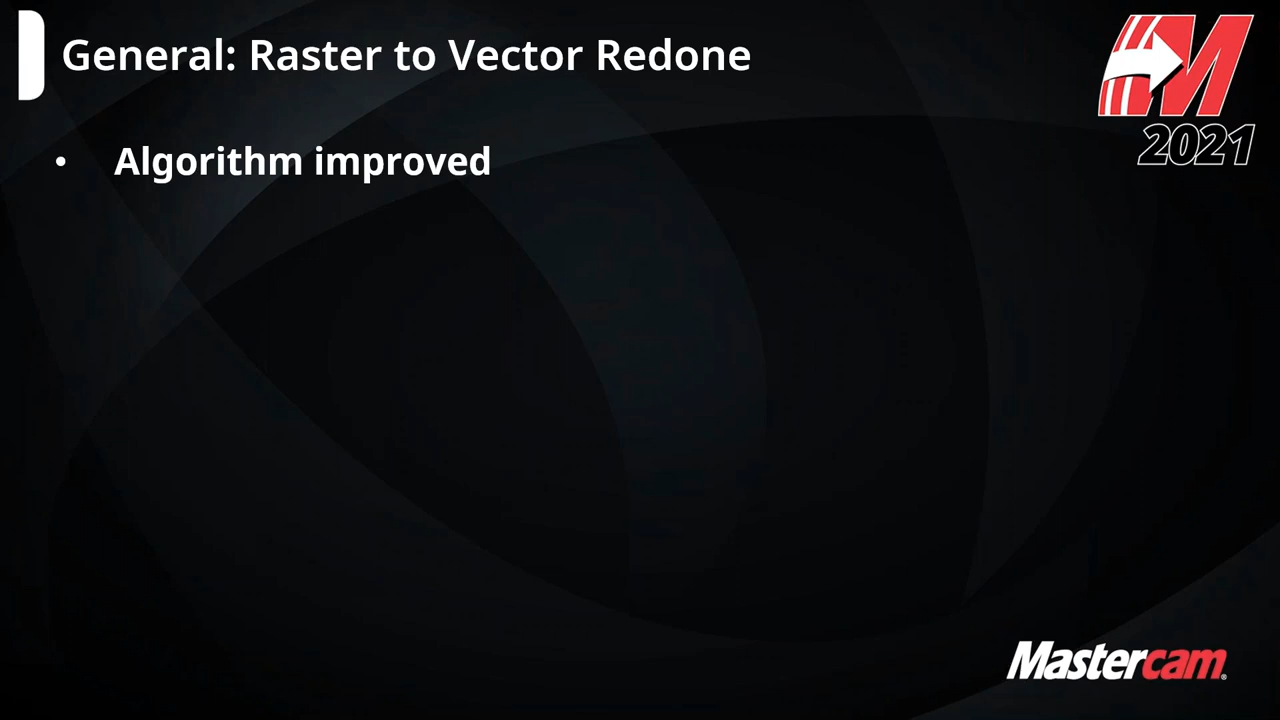 General: Raster to Vector Redone
2021
• Algorithm improved
Mastercam®